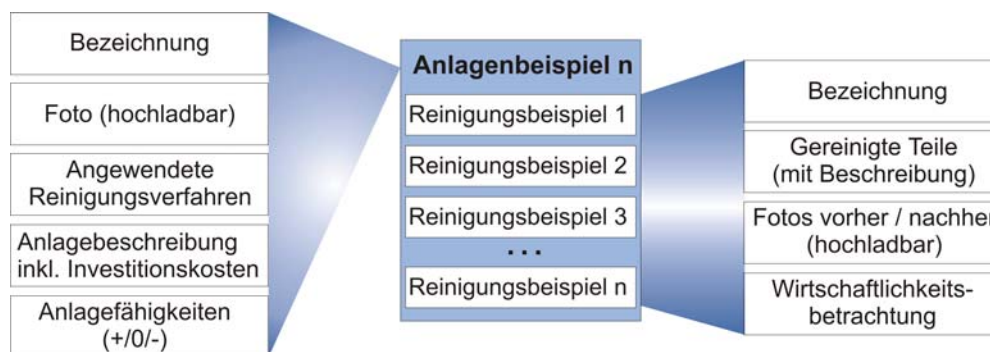 Bezeichnung
Foto (hochladbar)
Angewendete
Reinigungsverfahren
Anlagebeschreibung
inkl. Investitionskosten
Anlagefähigkeiten
(+/0/-)
Anlagenbeispiel n
Reinigungsbeispiel 1
Reinigungsbeispiel 2
Reinigungsbeispiel 3
...
Reinigungsbeispiel n
Bezeichnung
Gereinigte Teile
(mit Beschreibung)
Fotos vorher / nachher
(hochladbar)
Wirtschaftlichkeits-
betrachtung